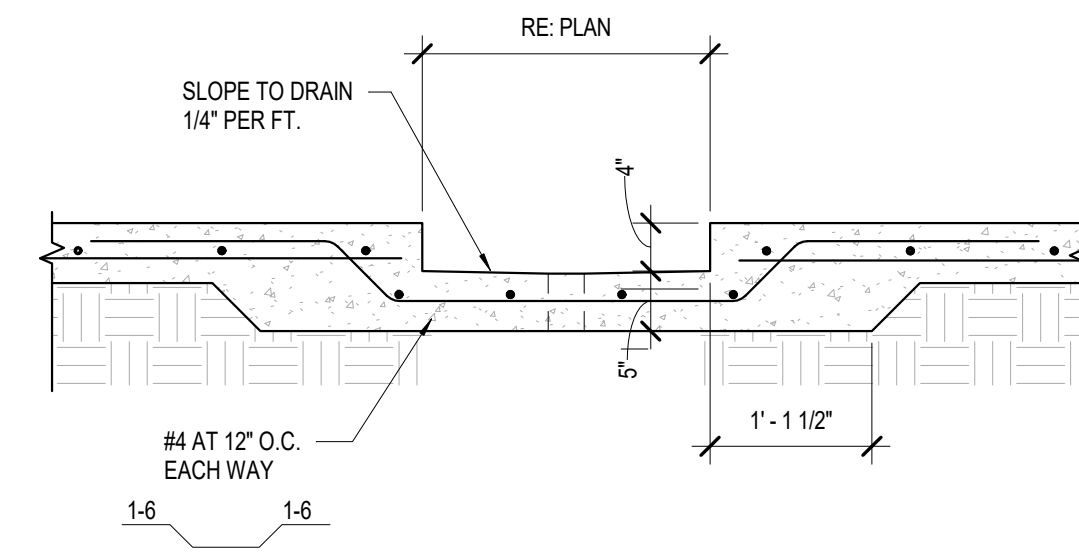 RE: PLAN
SLOPE TO DRAIN
1/4" PER FT.
4"
5"
1' - 1 1/2"
#4 AT 12" O.C.
EACH WAY
1-6 1-6